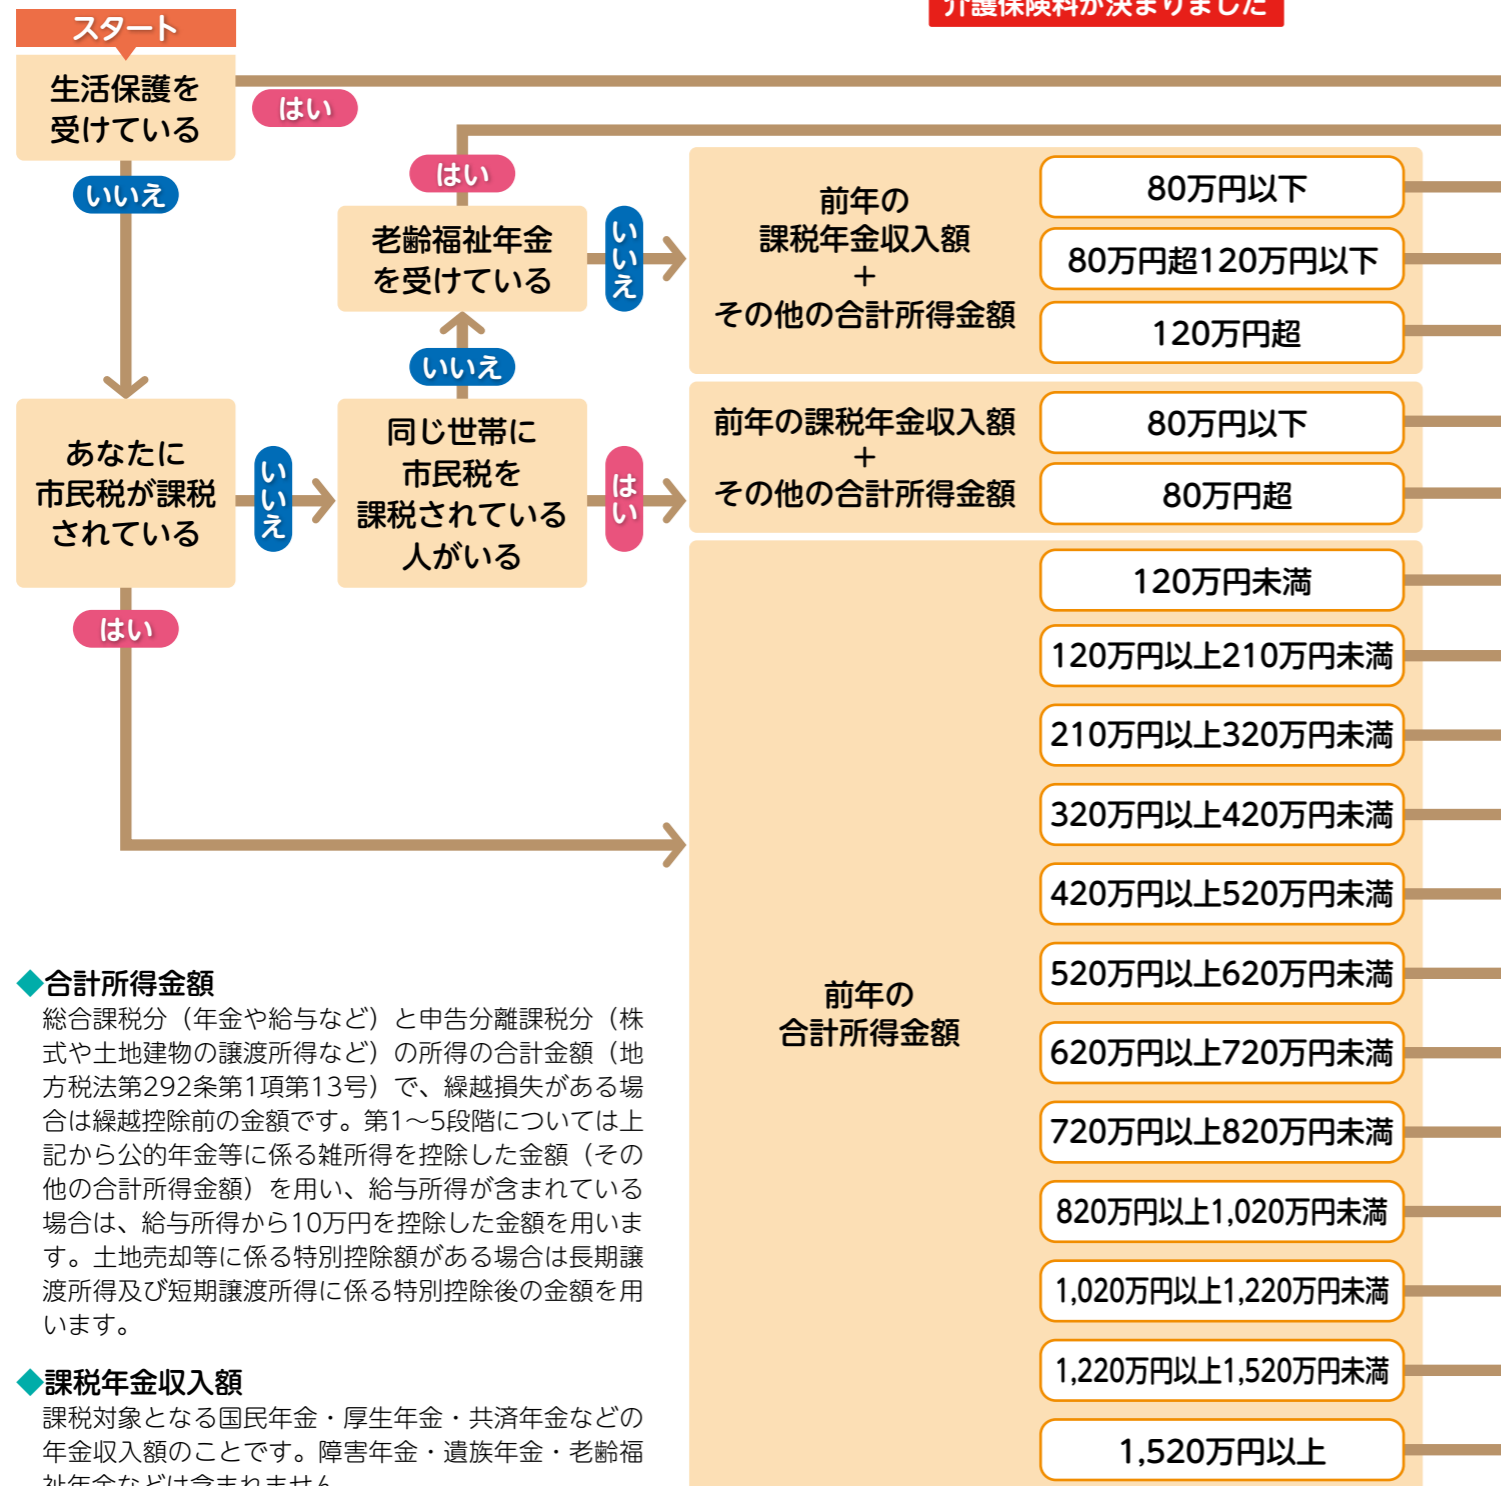 介護保険料が決まりました
スタート
生活保護を
受けている
はい
いいえ
はい
老齢福祉年金
を受けている
いいえ
前年の
課税年金収入額
＋
その他の合計所得金額
80万円以下
80万円超120万円以下
120万円超
いいえ
あなたに
市民税が課税
されている
いいえ
同じ世帯に
市民税を
課税されている
人がいる
はい
前年の課税年金収入額
＋
その他の合計所得金額
80万円以下
80万円超
はい
前年の
合計所得金額
120万円未満
120万円以上210万円未満
210万円以上320万円未満
320万円以上420万円未満
420万円以上520万円未満
520万円以上620万円未満
620万円以上720万円未満
720万円以上820万円未満
820万円以上1,020万円未満
1,020万円以上1,220万円未満
1,220万円以上1,520万円未満
1,520万円以上
◆合計所得金額
総合課税分（年金や給与など）と申告分離課税分（株
式や土地建物の譲渡所得など）の所得の合計金額（地
方税法第292条第1項第13号）で、繰越損失がある場
合は繰越控除前の金額です。第1～5段階については上
記から公的年金等に係る雑所得を控除した金額（その
他の合計所得金額）を用い、給与所得が含まれている
場合は、給与所得から10万円を控除した金額を用いま
す。土地売却等に係る特別控除額がある場合は長期譲
渡所得及び短期譲渡所得に係る特別控除後の金額を用
います。
◆課税年金収入額
課税対象となる国民年金・厚生年金・共済年金などの
年金収入額のことです。障害年金・遺族年金・老齢福
祉年金などは含まれません